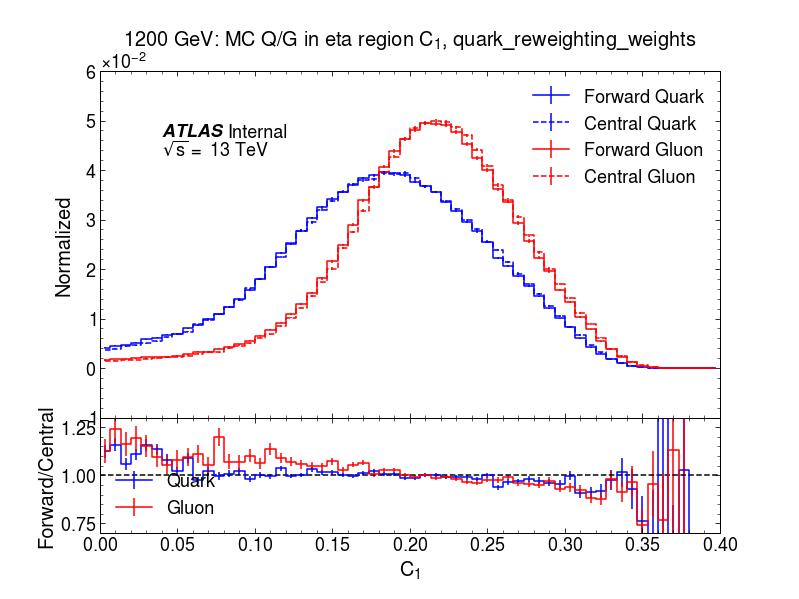 1200 GeV: MC Q/G in eta region C₁, quark_reweighting_weights
×10⁻²
6
5
4
3
2
1
0
−1
Normalized
ATLAS Internal
√s = 13 TeV
Forward Quark
Central Quark
Forward Gluon
Central Gluon
1.25
1.00
0.75
Forward/Central
Quark
Gluon
0.00 0.05 0.10 0.15 0.20 0.25 0.30 0.35 0.40
C₁